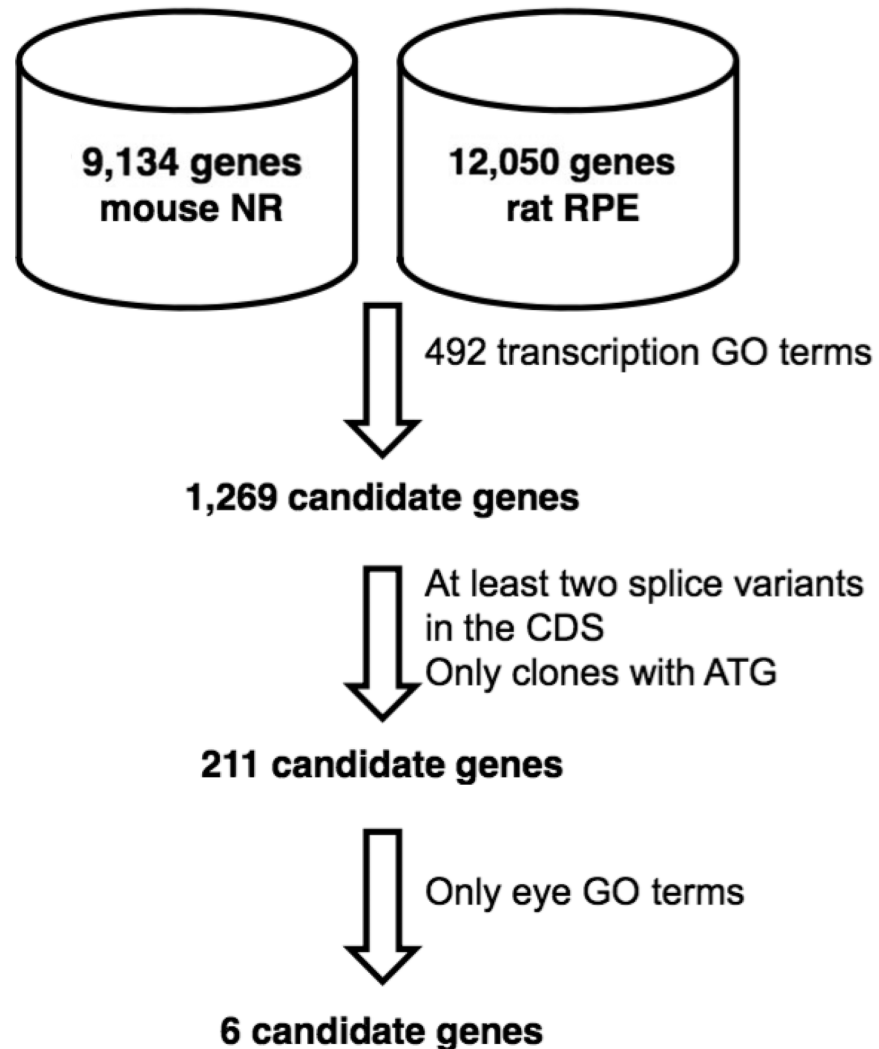 9,134 genes
mouse NR
12,050 genes
rat RPE
492 transcription GO terms
1,269 candidate genes
At least two splice variants
in the CDS
Only clones with ATG
211 candidate genes
Only eye GO terms
6 candidate genes